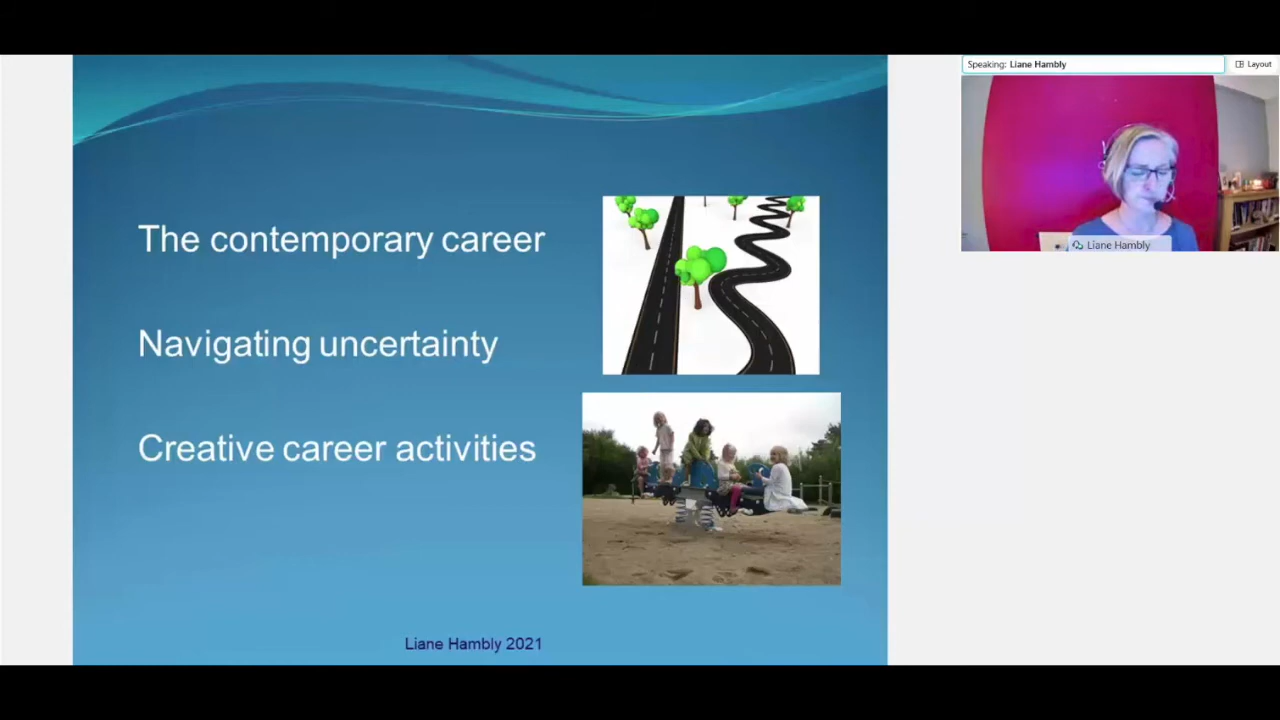 Speaking: Liane Hambly
Layout
The contemporary career
Navigating uncertainty
Creative career activities
Liane Hambly
Liane Hambly 2021